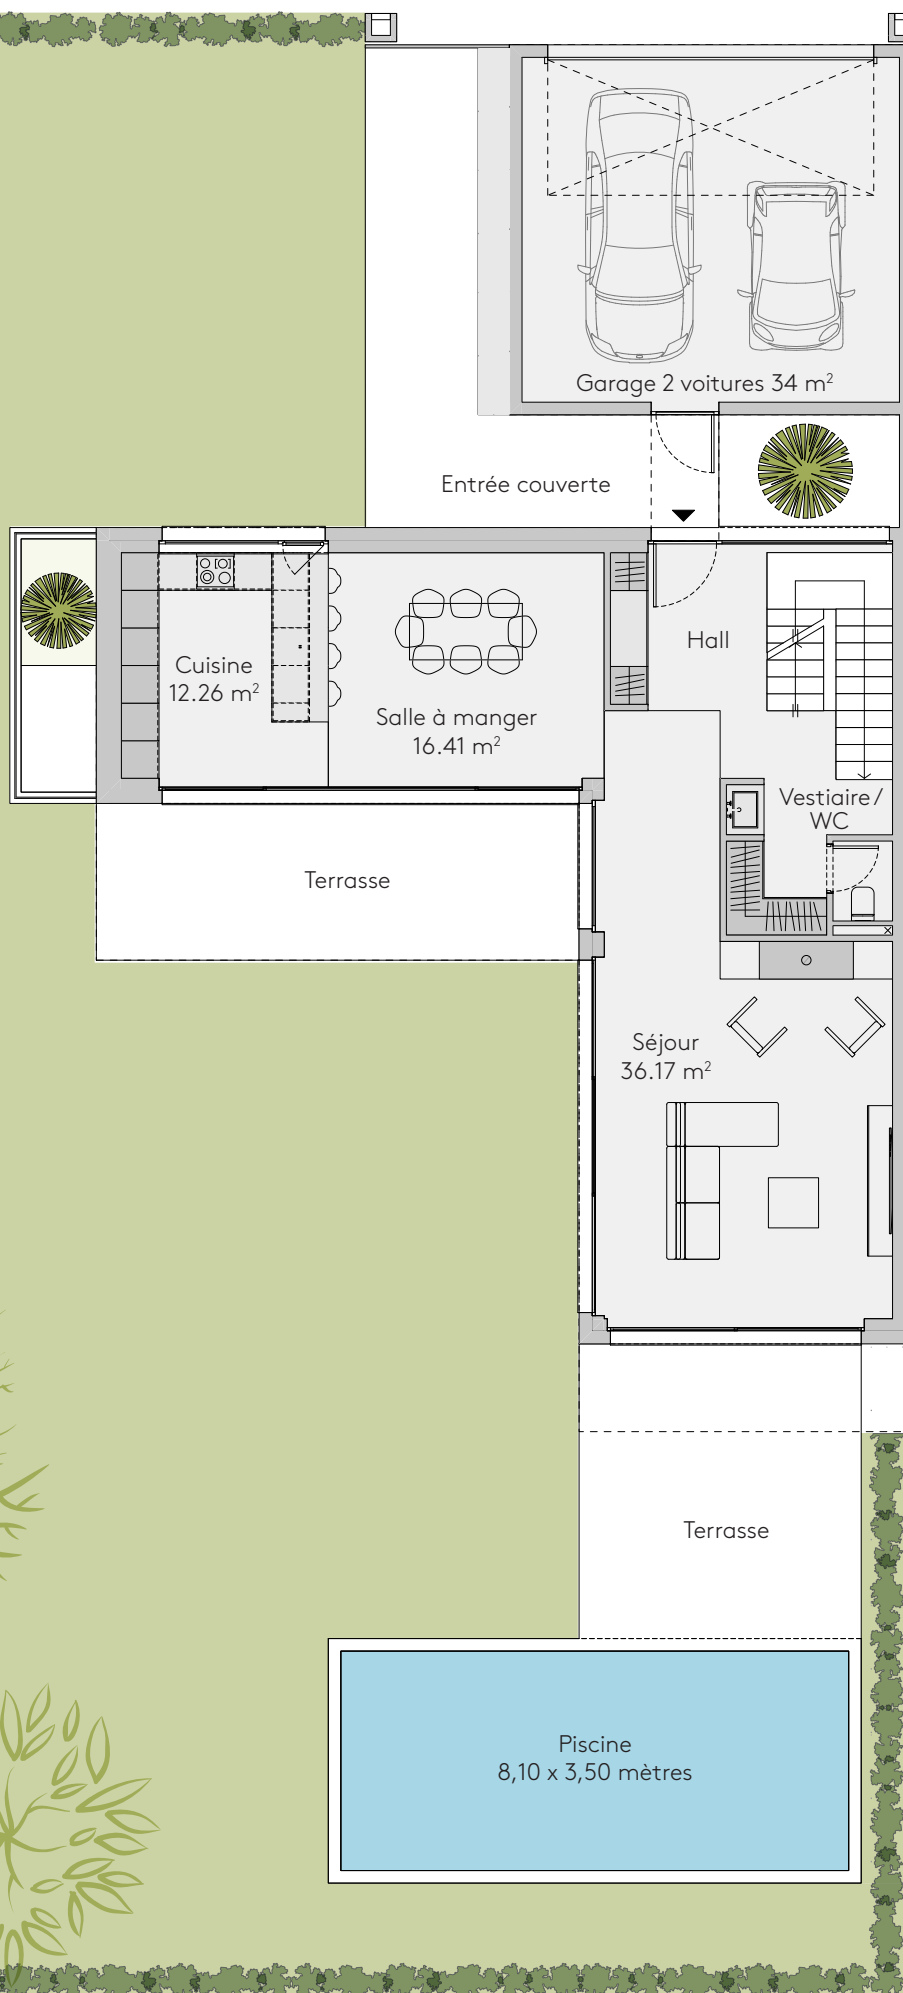 Garage 2 voitures 34 m²
Entrée couverte
Hall
Cuisine
12.26 m²
Salle à manger
16.41 m²
Vestiaire /
WC
Terrasse
Séjour
36.17 m²
Terrasse
Piscine
8,10 x 3,50 mètres